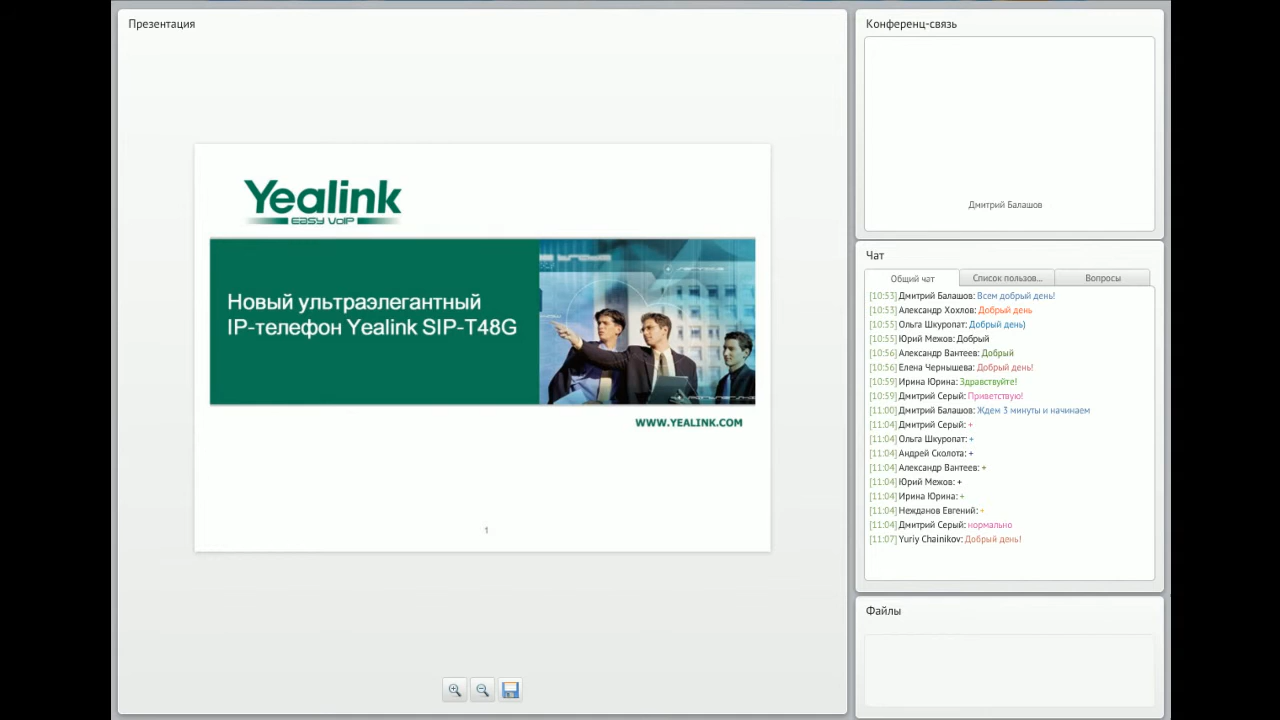 Презентация
Yealink
EASY VoIP
Новый ультраэлегантный
IP-телефон Yealink SIP-T48G
WWW.YEALINK.COM
1
Конференц-связь
Дмитрий Балашов
Чат
Общий чат
Список пользов...
Вопросы
[10:53] Дмитрий Балашов: Всем добрый день!
[10:53] Александр Хохлов: Добрый день
[10:55] Ольга Шкуропат: Добрый день)
[10:55] Юрий Межов: Добрый
[10:56] Александр Вантеев: Добрый
[10:56] Елена Чернышева: Добрый день!
[10:59] Ирина Юрина: Здравствуйте!
[10:59] Дмитрий Серый: Приветствую!
[11:00] Дмитрий Балашов: Ждем 3 минуты и начинаем
[11:04] Дмитрий Серый: +
[11:04] Ольга Шкуропат: +
[11:04] Андрей Сколота: +
[11:04] Александр Вантеев: +
[11:04] Юрий Межов: +
[11:04] Ирина Юрина: +
[11:04] Нежданов Евгений: +
[11:04] Дмитрий Серый: нормально
[11:07] Yuriy Chainikov: Добрый день!
Файлы